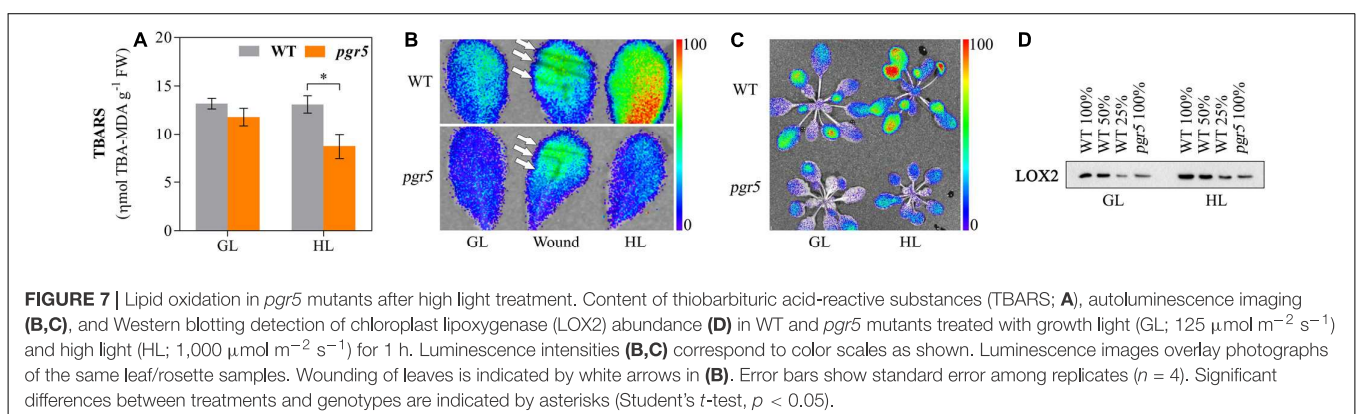 A
WT pgr5
TBARS
(ηmol TBA-MDA g⁻¹ FW)
20
15
10
5
0
*
GL
HL
B
WT
pgr5
GL
Wound
HL
100
0
100
0
C
WT
pgr5
GL
HL
100
0
D
WT 100%
WT 50%
WT 25%
pgr5 100%
WT 100%
WT 50%
WT 25%
pgr5 100%
LOX2
GL
HL
FIGURE 7 | Lipid oxidation in pgr5 mutants after high light treatment. Content of thiobarbituric acid-reactive substances (TBARS; A), autoluminescence imaging
(B,C), and Western blotting detection of chloroplast lipoxygenase (LOX2) abundance (D) in WT and pgr5 mutants treated with growth light (GL; 125 μmol m⁻² s⁻¹)
and high light (HL; 1,000 μmol m⁻² s⁻¹) for 1 h. Luminescence intensities (B,C) correspond to color scales as shown. Luminescence images overlay photographs
of the same leaf/rosette samples. Wounding of leaves is indicated by white arrows in (B). Error bars show standard error among replicates (n = 4). Significant
differences between treatments and genotypes are indicated by asterisks (Student's t-test, p < 0.05).